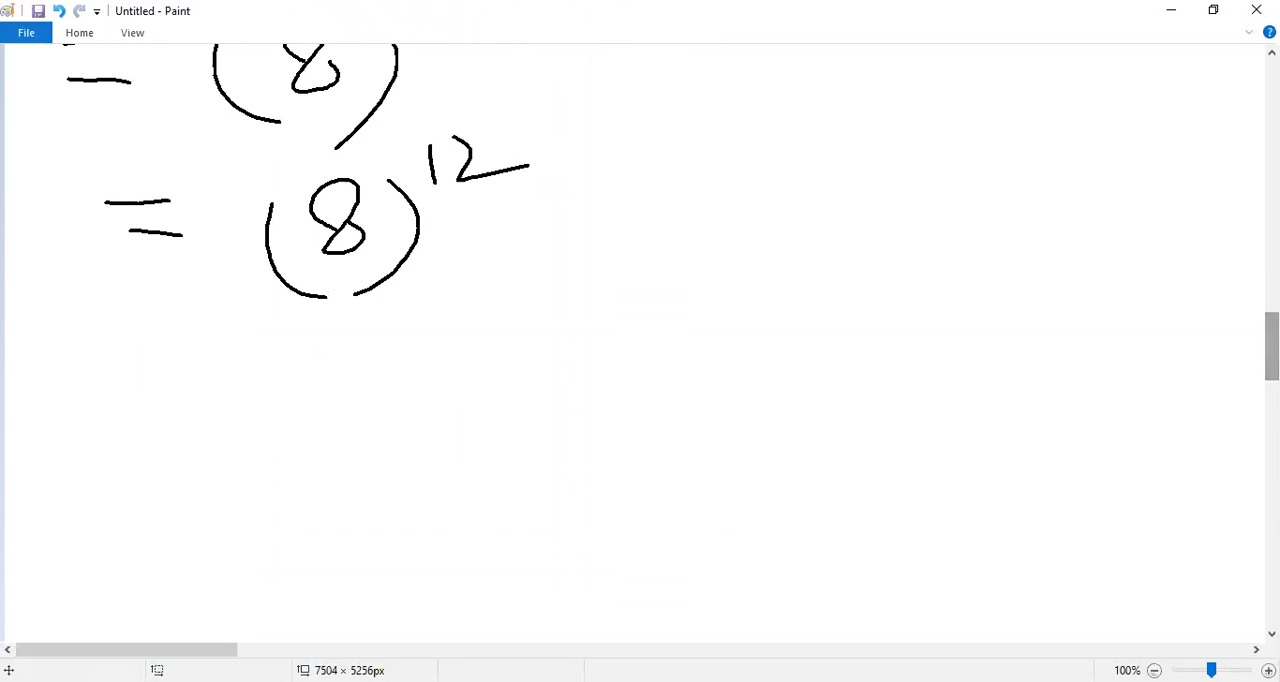 Untitled - Paint
File Home View
= (8)
= (8)¹²
7504 × 5256px
100%